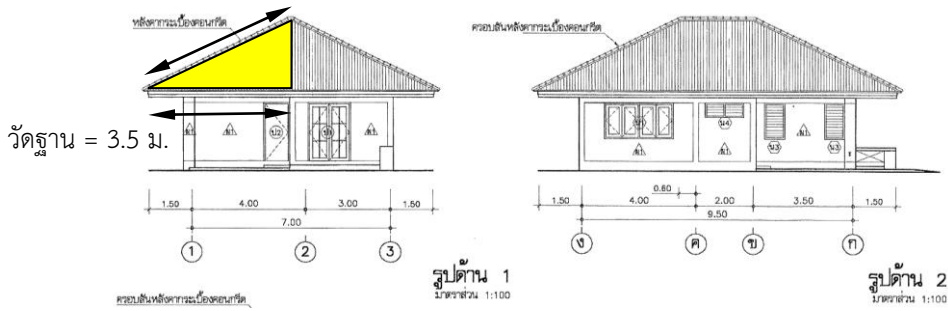 หลังคากระเบื้องคอนกรีต
วัดฐาน = 3.5 ม.
1.50 4.00 3.00 1.50
7.00
1 2 3
รูปด้าน 1
มาตราส่วน 1:100
ครอบสันหลังคากระเบื้องคอนกรีต
ครอบสันหลังคากระเบื้องคอนกรีต
0.60
1.50 4.00 2.00 3.50 1.50
9.50
ง ค ข ก
รูปด้าน 2
มาตราส่วน 1:100